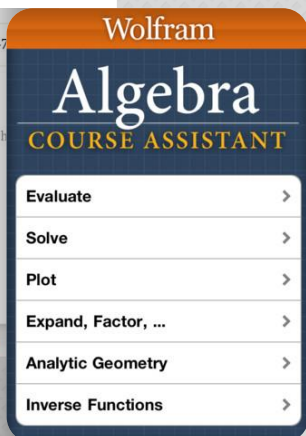 Wolfram
Algebra
COURSE ASSISTANT
Evaluate
Solve
Plot
Expand, Factor, ...
Analytic Geometry
Inverse Functions